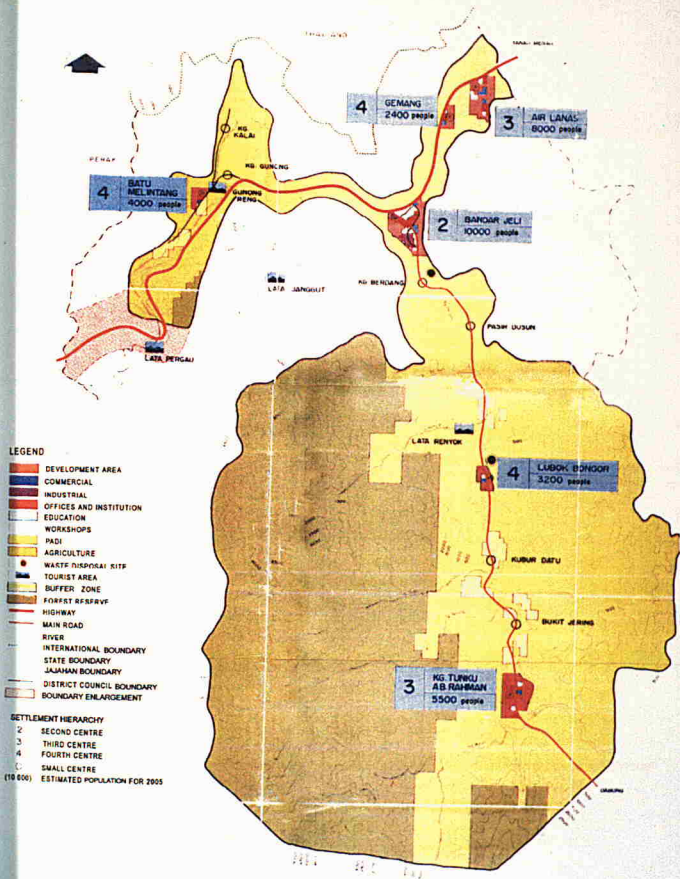 THAILAND
TANAH MERAH
4 GEMANG
2400 people
3 AIR LANAS
8000 people
KG.
KALAI
PERAK
KG. GUNONG
4 BATU
MELINTANG
4000 people
GUNONG
RENG
2 BANDAR JELI
10000 people
LATA JANGGUT
KG BERDANG
PASIR DUSUN
LATA PERGAU
LATA RENYOK
4 LUBOK BONGOR
3200 people
KUBUR DATU
BUKIT JERING
3 KG. TUNKU
AB. RAHMAN
5500 people
DABONG
LEGEND
DEVELOPMENT AREA
COMMERCIAL
INDUSTRIAL
OFFICES AND INSTITUTION
EDUCATION
WORKSHOPS
PADI
AGRICULTURE
WASTE DISPOSAL SITE
TOURIST AREA
BUFFER ZONE
FOREST RESERVE
HIGHWAY
MAIN ROAD
RIVER
INTERNATIONAL BOUNDARY
STATE BOUNDARY
JAJAHAN BOUNDARY
DISTRICT COUNCIL BOUNDARY
BOUNDARY ENLARGEMENT
SETTLEMENT HIERARCHY
2 SECOND CENTRE
3 THIRD CENTRE
4 FOURTH CENTRE
SMALL CENTRE
(10 000) ESTIMATED POPULATION FOR 2005